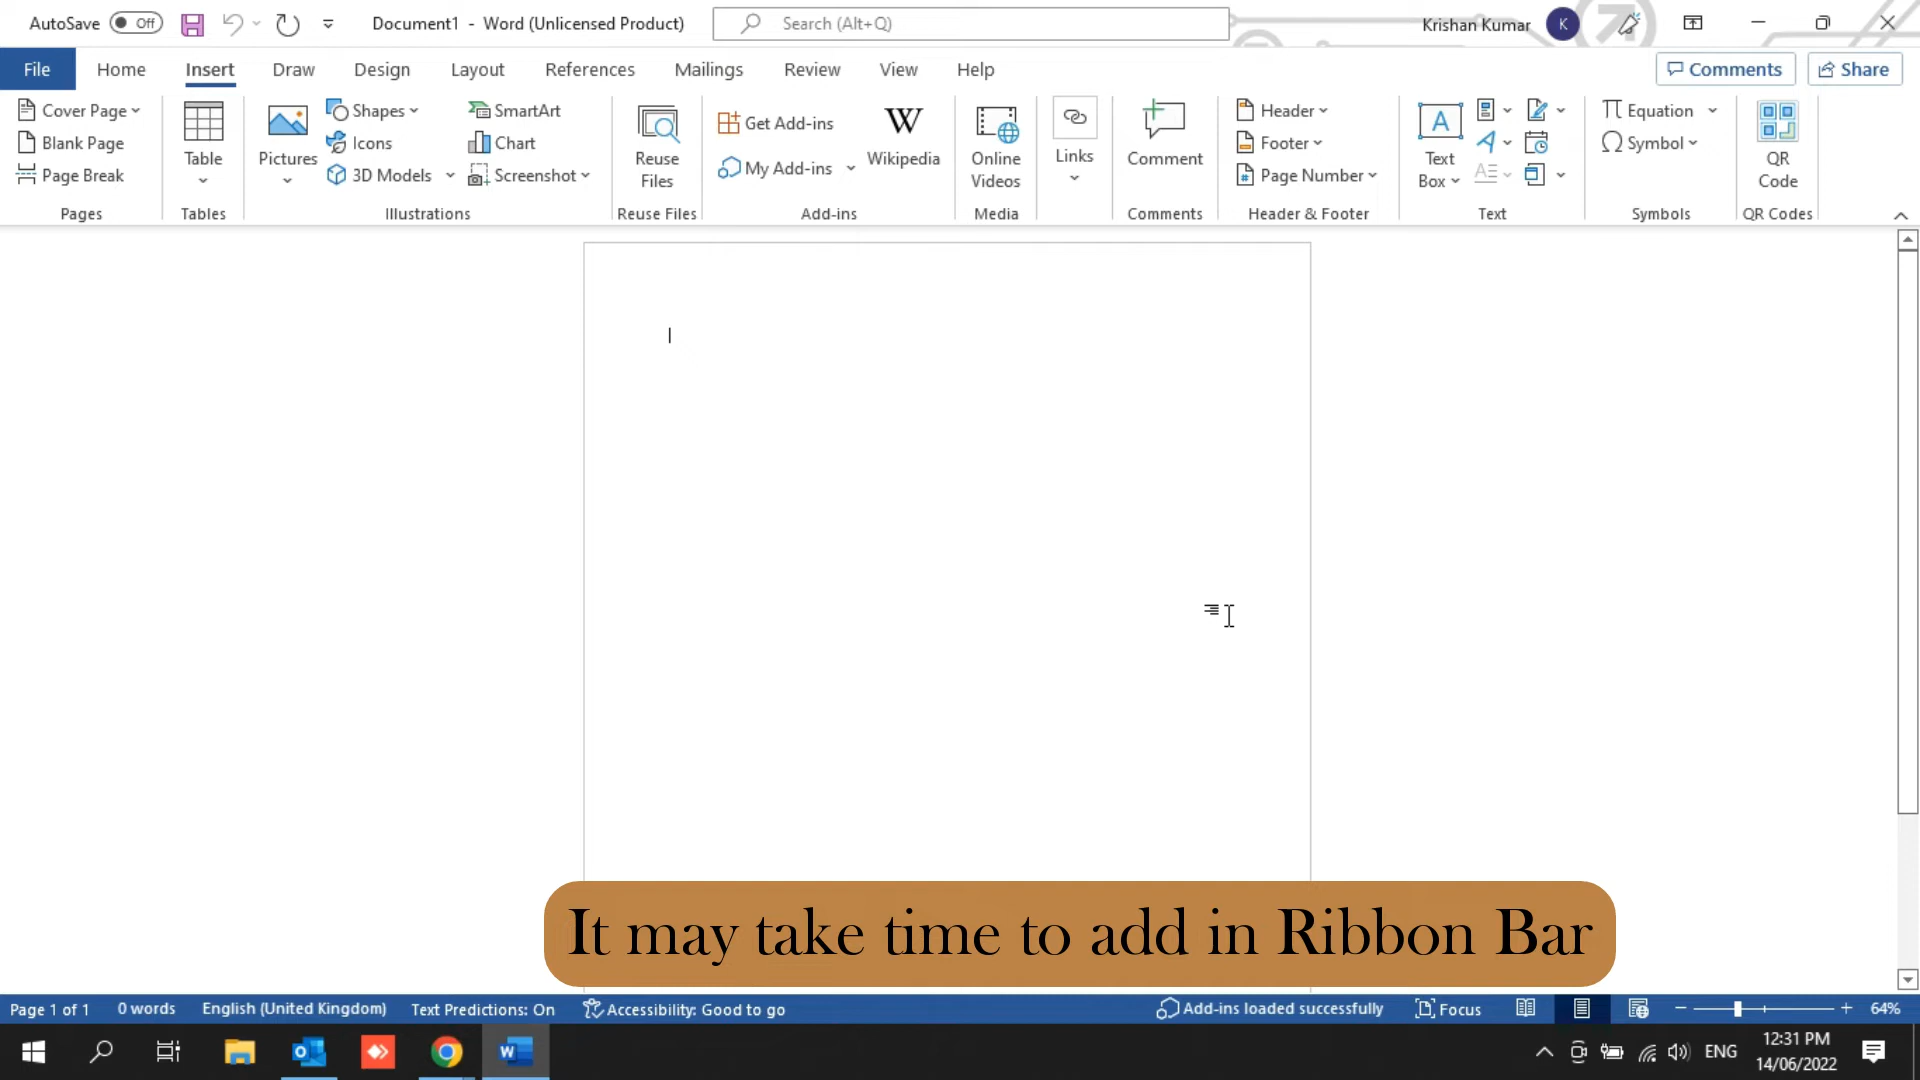 AutoSave Off Document1 - Word (Unlicensed Product) Search (Alt+Q) Krishan Kumar K
File Home Insert Draw Design Layout References Mailings Review View Help Comments Share
Cover Page
Blank Page
Page Break
Pages
Table
Tables
Pictures
Shapes
Icons
3D Models
SmartArt
Chart
Screenshot
Illustrations
Reuse
Files
Reuse Files
Get Add-ins
My Add-ins
W
Wikipedia
Add-ins
Online
Videos
Media
Links
Comment
Comments
Header
Footer
# Page Number
Header & Footer
A
Text
Box
A
A
Text
π Equation
Ω Symbol
Symbols
QR
Code
QR Codes
It may take time to add in Ribbon Bar
Page 1 of 1 0 words English (United Kingdom) Text Predictions: On Accessibility: Good to go Add-ins loaded successfully Focus 64%
ENG
12:31 PM
14/06/2022